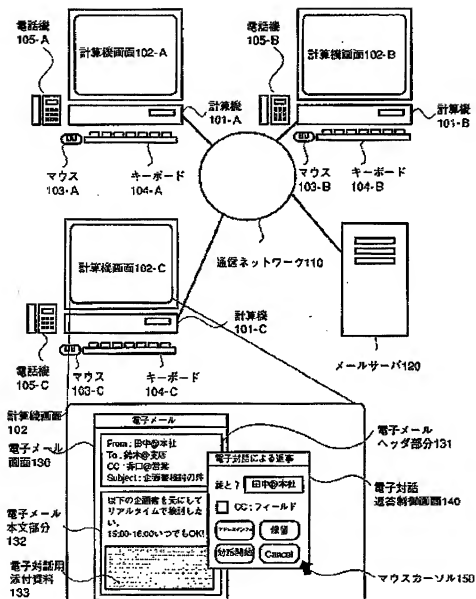 電話機
105-A
計算機画面102-A
計算機
101-A
マウス
103-A
キーボード
104-A
電話機
105-B
計算機画面102-B
計算機
101-B
マウス
103-B
キーボード
104-B
通信ネットワーク110
メールサーバ120
計算機画面102-C
計算機
101-C
電話機
105-C
マウス
103-C
キーボード
104-C
計算機画面
102
電子メール
画面130
電子メール
本文部分
132
電子対話用
添付資料
133
電子メール
From : 田中@本社
To : 鈴木@支店
CC : @営業
Subject : 企画書検討の件
以下の企画書を元にして
リアルタイムで検討した
い。
15:00-16:00いつでもOK!
電子対話による返事
誰と? 田中@本社
CC:フィールド
保留
対話開始
Cancel
電子メール
ヘッダ部分131
電子対話
返答制御画面140
マウスカーソル150